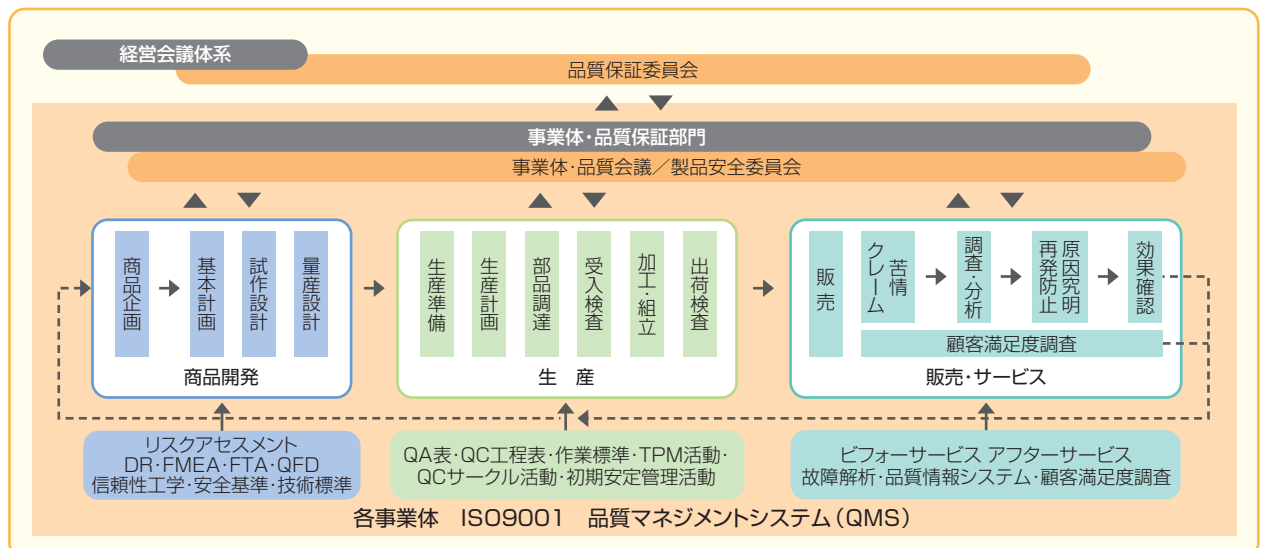 経営会議体系
品質保証委員会
事業体・品質保証部門
事業体・品質会議／製品安全委員会
商品企画
基本計画
試作設計
量産設計
商品開発
生産準備
生産計画
部品調達
受入検査
加工・組立
出荷検査
生　産
販売
苦情
クレーム
調査・分析
原因究明
再発防止
効果確認
顧客満足度調査
販売・サービス
リスクアセスメント
DR・FMEA・FTA・QFD
信頼性工学・安全基準・技術標準
QA表・QC工程表・作業標準・TPM活動・
QCサークル活動・初期安定管理活動
ビフォーサービス アフターサービス
故障解析・品質情報システム・顧客満足度調査
各事業体　ISO9001　品質マネジメントシステム（QMS）